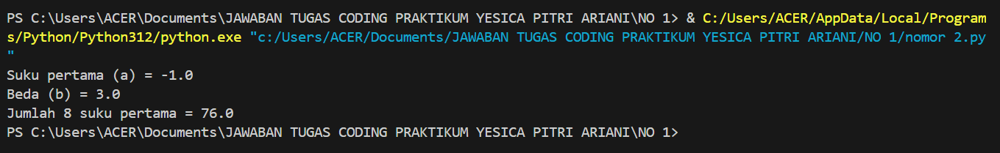 PS C:\Users\ACER\Documents\JAWABAN TUGAS CODING PRAKTIKUM YESICA PITRI ARIANI\NO 1> & C:/Users/ACER/AppData/Local/Program
s/Python/Python312/python.exe "c:/Users/ACER/Documents/JAWABAN TUGAS CODING PRAKTIKUM YESICA PITRI ARIANI/NO 1/nomor 2.py
"
Suku pertama (a) = -1.0
Beda (b) = 3.0
Jumlah 8 suku pertama = 76.0
PS C:\Users\ACER\Documents\JAWABAN TUGAS CODING PRAKTIKUM YESICA PITRI ARIANI\NO 1>